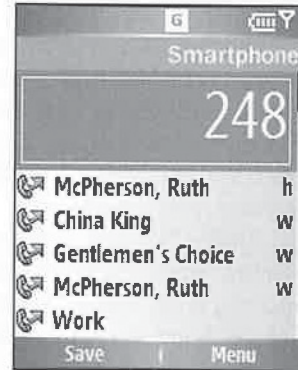 G
Smartphone
248
McPherson, Ruth h
China King w
Gentlemen's Choice w
McPherson, Ruth w
Work
Save Menu